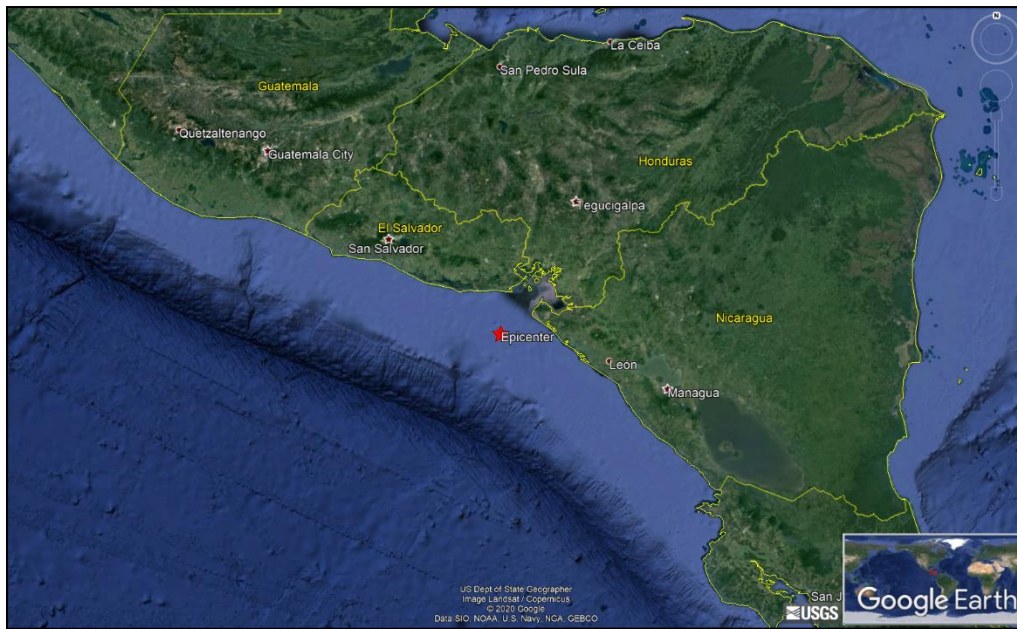 N
La Ceiba
San Pedro Sula
Guatemala
Quetzaltenango
Guatemala City
Honduras
Tegucigalpa
El Salvador
San Salvador
Nicaragua
Epicenter
León
Managua
US Dept of State Geographer
Image Landsat / Copernicus
© 2020 Google
Data SIO, NOAA, U.S. Navy, NGA, GEBCO
San J
USGS
Google Earth